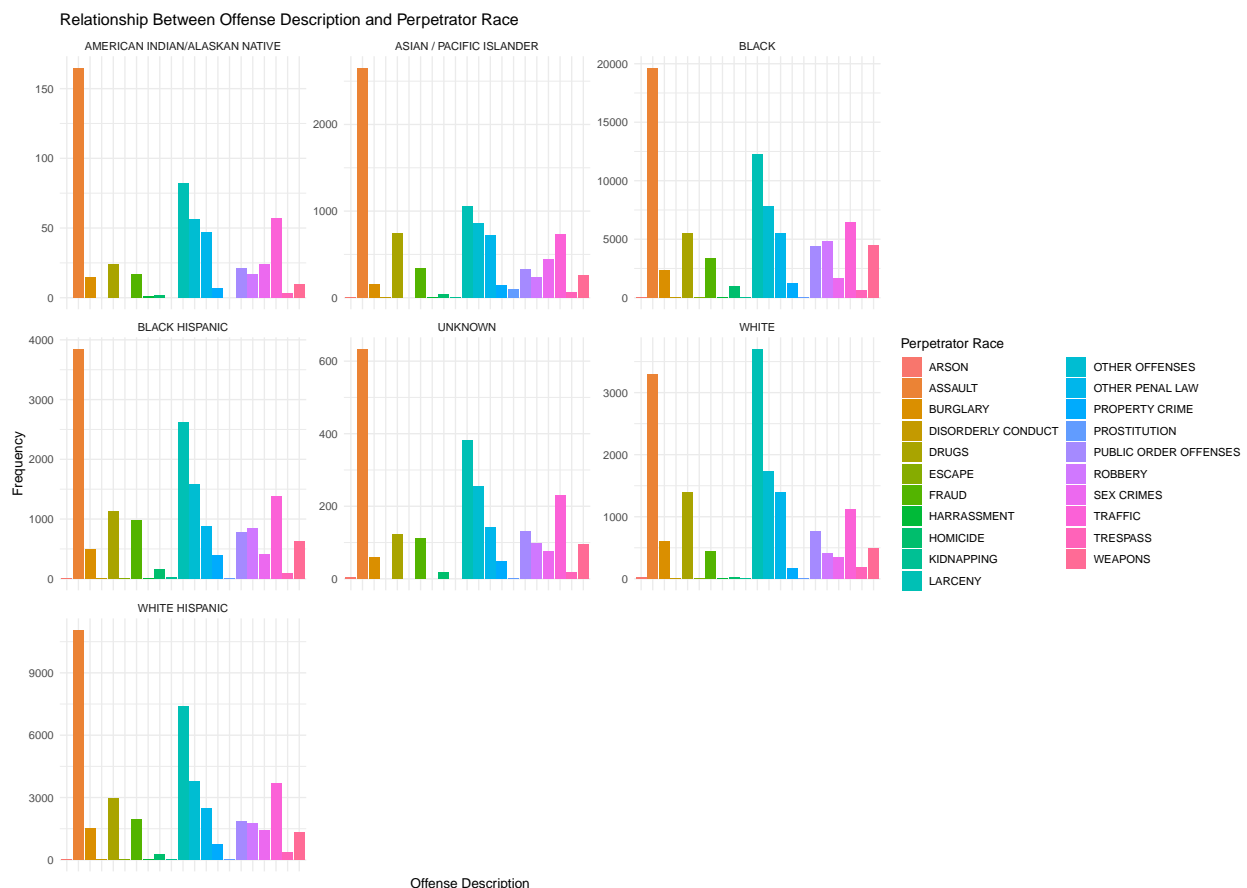 Relationship Between Offense Description and Perpetrator Race
AMERICAN INDIAN/ALASKAN NATIVE
150
100
50
0
ASIAN / PACIFIC ISLANDER
2000
1000
0
BLACK
20000
15000
10000
5000
0
BLACK HISPANIC
4000
3000
2000
1000
0
UNKNOWN
600
400
200
0
WHITE
3000
2000
1000
0
WHITE HISPANIC
9000
6000
3000
0
Frequency
Offense Description
Perpetrator Race
ARSON
ASSAULT
BURGLARY
DISORDERLY CONDUCT
DRUGS
ESCAPE
FRAUD
HARRASSMENT
HOMICIDE
KIDNAPPING
LARCENY
OTHER OFFENSES
OTHER PENAL LAW
PROPERTY CRIME
PROSTITUTION
PUBLIC ORDER OFFENSES
ROBBERY
SEX CRIMES
TRAFFIC
TRESPASS
WEAPONS